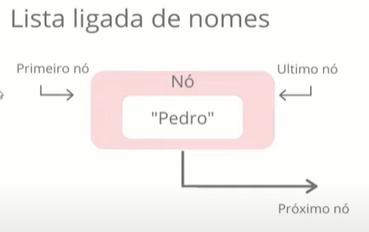 Lista ligada de nomes
Primeiro nó
Ultimo nó
Nó
"Pedro"
Próximo nó